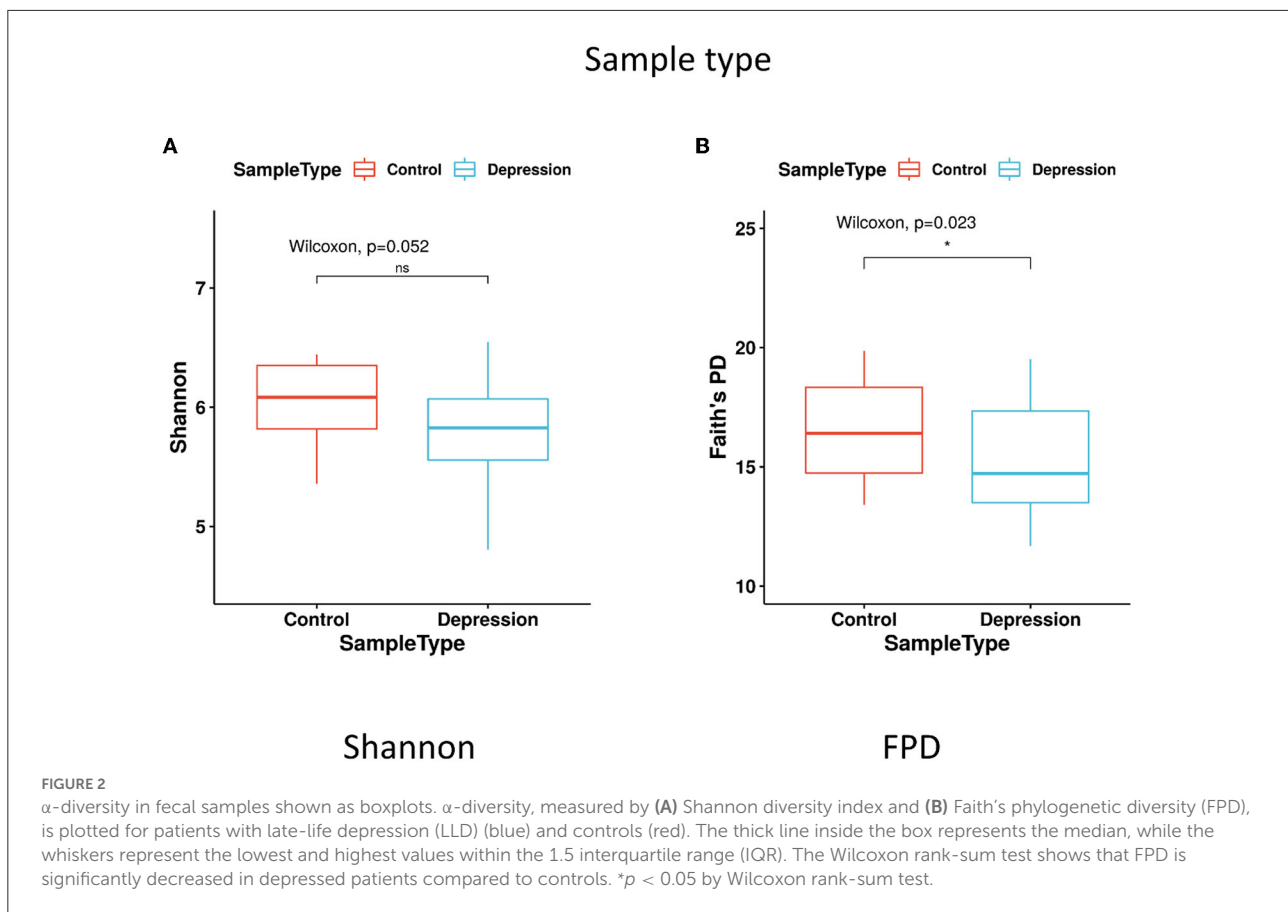 Sample type
A
SampleType Control Depression
Wilcoxon, p=0.052
ns
7
6
5
Shannon
Control Depression
SampleType
Shannon
B
SampleType Control Depression
Wilcoxon, p=0.023
*
25
20
15
10
Faith's PD
Control Depression
SampleType
FPD
FIGURE 2
α-diversity in fecal samples shown as boxplots. α-diversity, measured by (A) Shannon diversity index and (B) Faith's phylogenetic diversity (FPD),
is plotted for patients with late-life depression (LLD) (blue) and controls (red). The thick line inside the box represents the median, while the
whiskers represent the lowest and highest values within the 1.5 interquartile range (IQR). The Wilcoxon rank-sum test shows that FPD is
significantly decreased in depressed patients compared to controls. *p < 0.05 by Wilcoxon rank-sum test.